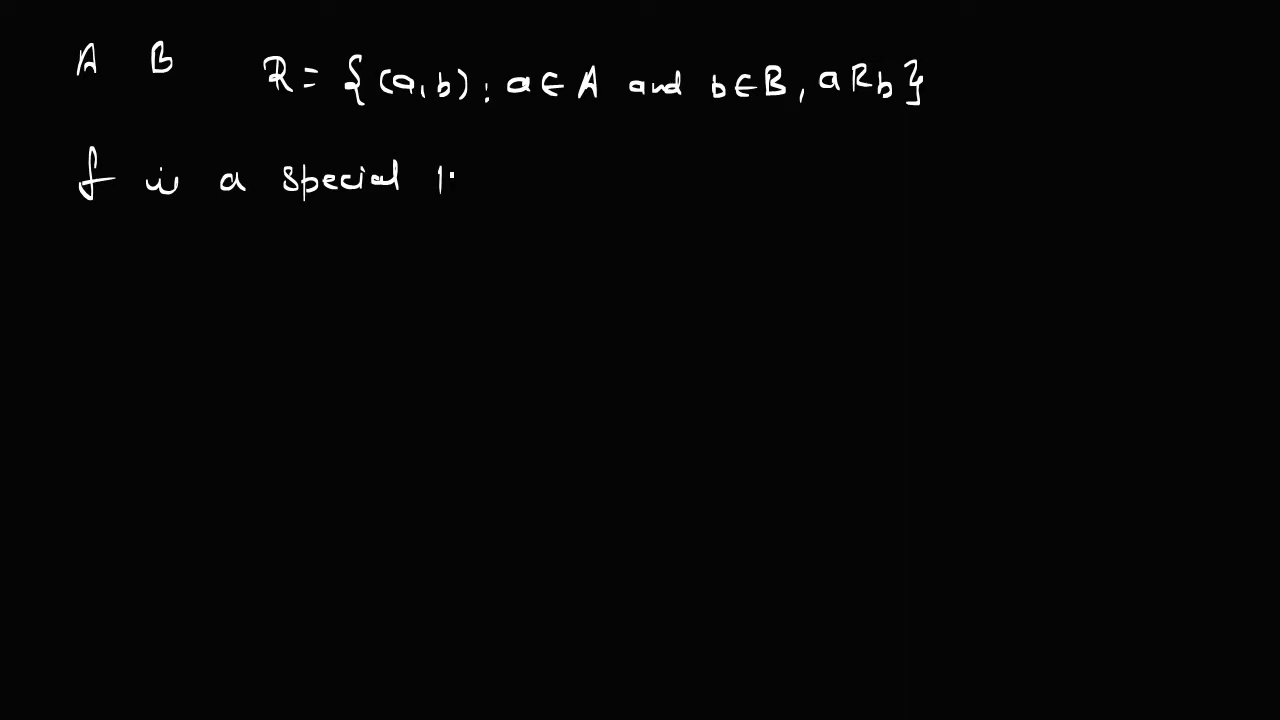 A B R = {(a,b) : a ∈ A and b ∈ B, aRb}
f is a special